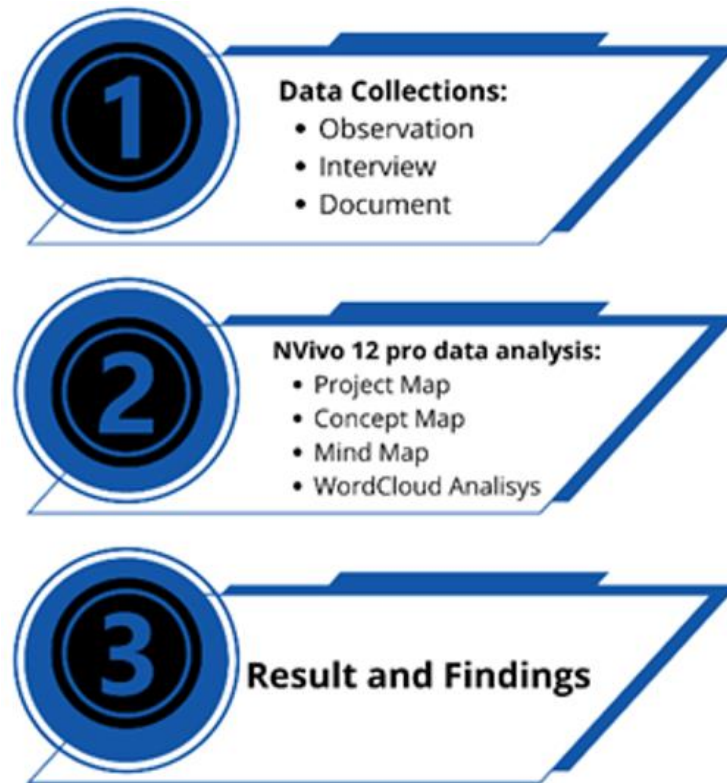 1
Data Collections:
• Observation
• Interview
• Document
2
NVivo 12 pro data analysis:
• Project Map
• Concept Map
• Mind Map
• WordCloud Analisys
3
Result and Findings